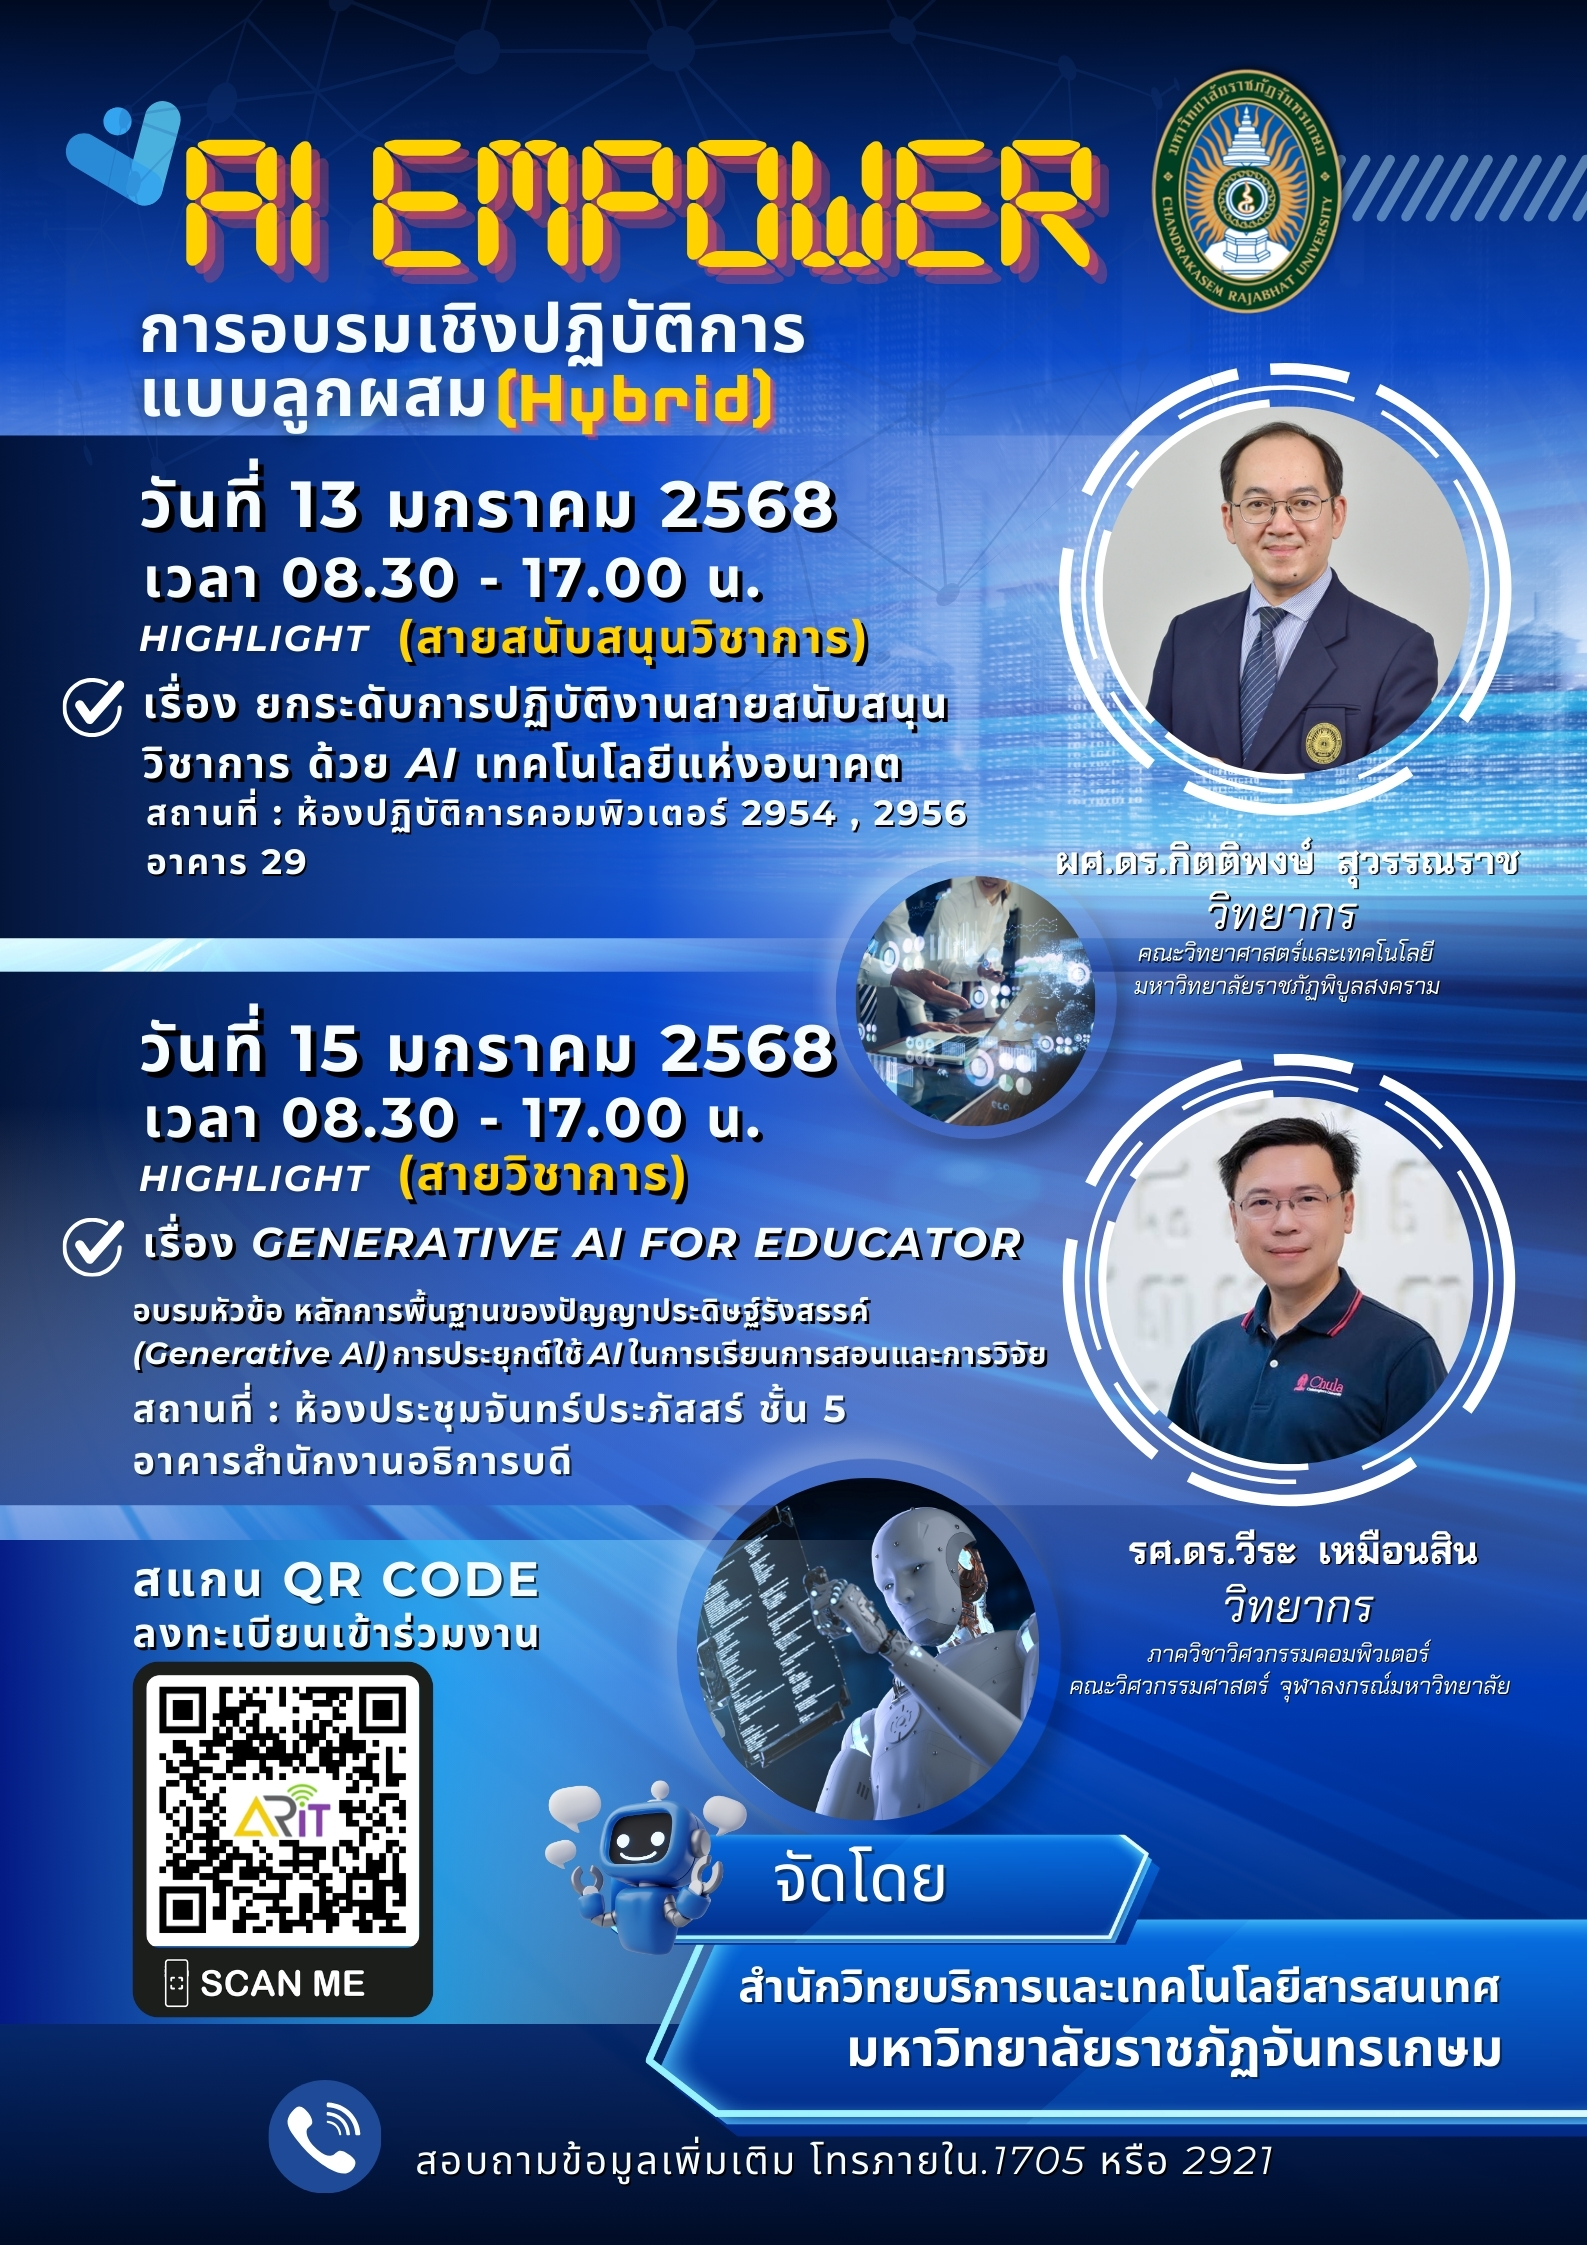 AI EMPOWER
มหาวิทยาลัยราชภัฏจันทรเกษม
CHANDRAKASEM RAJABHAT UNIVERSITY
การอบรมเชิงปฏิบัติการ
แบบลูกผสม (Hybrid)
วันที่ 13 มกราคม 2568
เวลา 08.30 - 17.00 น.
HIGHLIGHT (สายสนับสนุนวิชาการ)
เรื่อง ยกระดับการปฏิบัติงานสายสนับสนุน
วิชาการ ด้วย AI เทคโนโลยีแห่งอนาคต
สถานที่ : ห้องปฏิบัติการคอมพิวเตอร์ 2954 , 2956
อาคาร 29
ผศ.ดร.กิตติพงษ์ สุวรรณราช
วิทยากร
คณะวิทยาศาสตร์และเทคโนโลยี
มหาวิทยาลัยราชภัฏพิบูลสงคราม
วันที่ 15 มกราคม 2568
เวลา 08.30 - 17.00 น.
HIGHLIGHT (สายวิชาการ)
เรื่อง GENERATIVE AI FOR EDUCATOR
อบรมหัวข้อ หลักการพื้นฐานของปัญญาประดิษฐ์รังสรรค์
(Generative AI) การประยุกต์ใช้ AI ในการเรียนการสอนและการวิจัย
สถานที่ : ห้องประชุมจันทร์ประภัสสร์ ชั้น 5
อาคารสำนักงานอธิการบดี
Chula
รศ.ดร.วีระ เหมือนสิน
วิทยากร
ภาควิชาวิศวกรรมคอมพิวเตอร์
คณะวิศวกรรมศาสตร์ จุฬาลงกรณ์มหาวิทยาลัย
สแกน QR CODE
ลงทะเบียนเข้าร่วมงาน
ARiT
SCAN ME
จัดโดย
สำนักวิทยบริการและเทคโนโลยีสารสนเทศ
มหาวิทยาลัยราชภัฏจันทรเกษม
สอบถามข้อมูลเพิ่มเติม โทรภายใน.1705 หรือ 2921